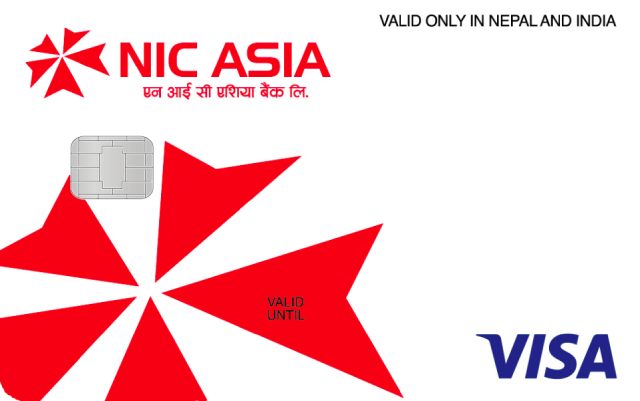 VALID ONLY IN NEPAL AND INDIA
NIC ASIA
एन आई सी एशिया बैंक लि.
VALID
UNTIL
VISA